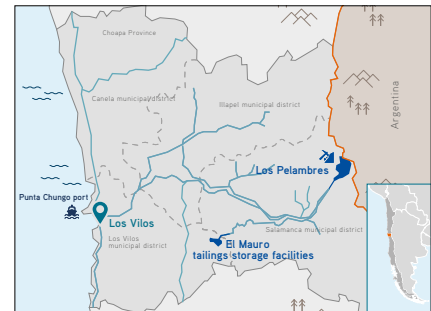 Choapa Province
Canela municipal district
Illapel municipal district
Argentina
Los Pelambres
Punta Chungo port
Los Vilos
Los Vilos
municipal district
Salamanca municipal district
El Mauro
tailings storage facilities